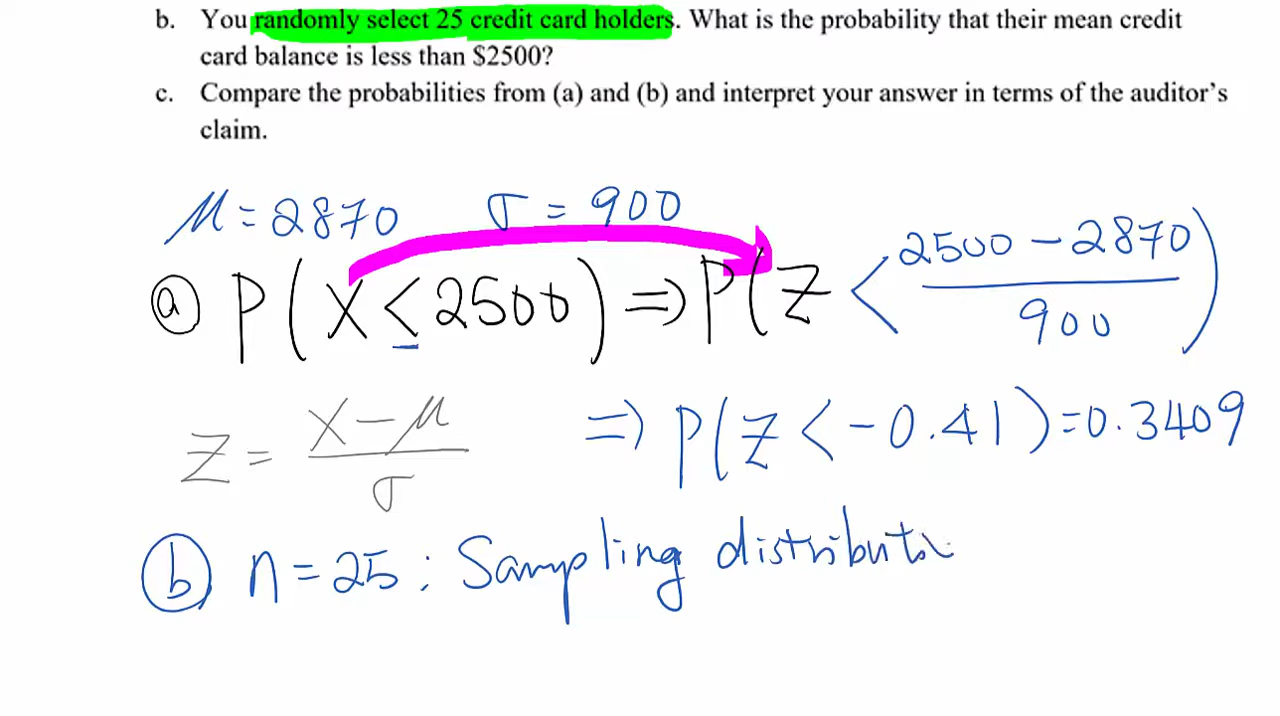 b. You randomly select 25 credit card holders. What is the probability that their mean credit
card balance is less than $2500?
c. Compare the probabilities from (a) and (b) and interpret your answer in terms of the auditor's
claim.
μ = 2870 σ = 900
(a) P(X ≤ 2500) ⇒ P(Z < (2500 − 2870) / 900)
Z = (X − μ) / σ ⇒ P(Z < −0.41) = 0.3409
(b) n = 25 : Sampling distributi